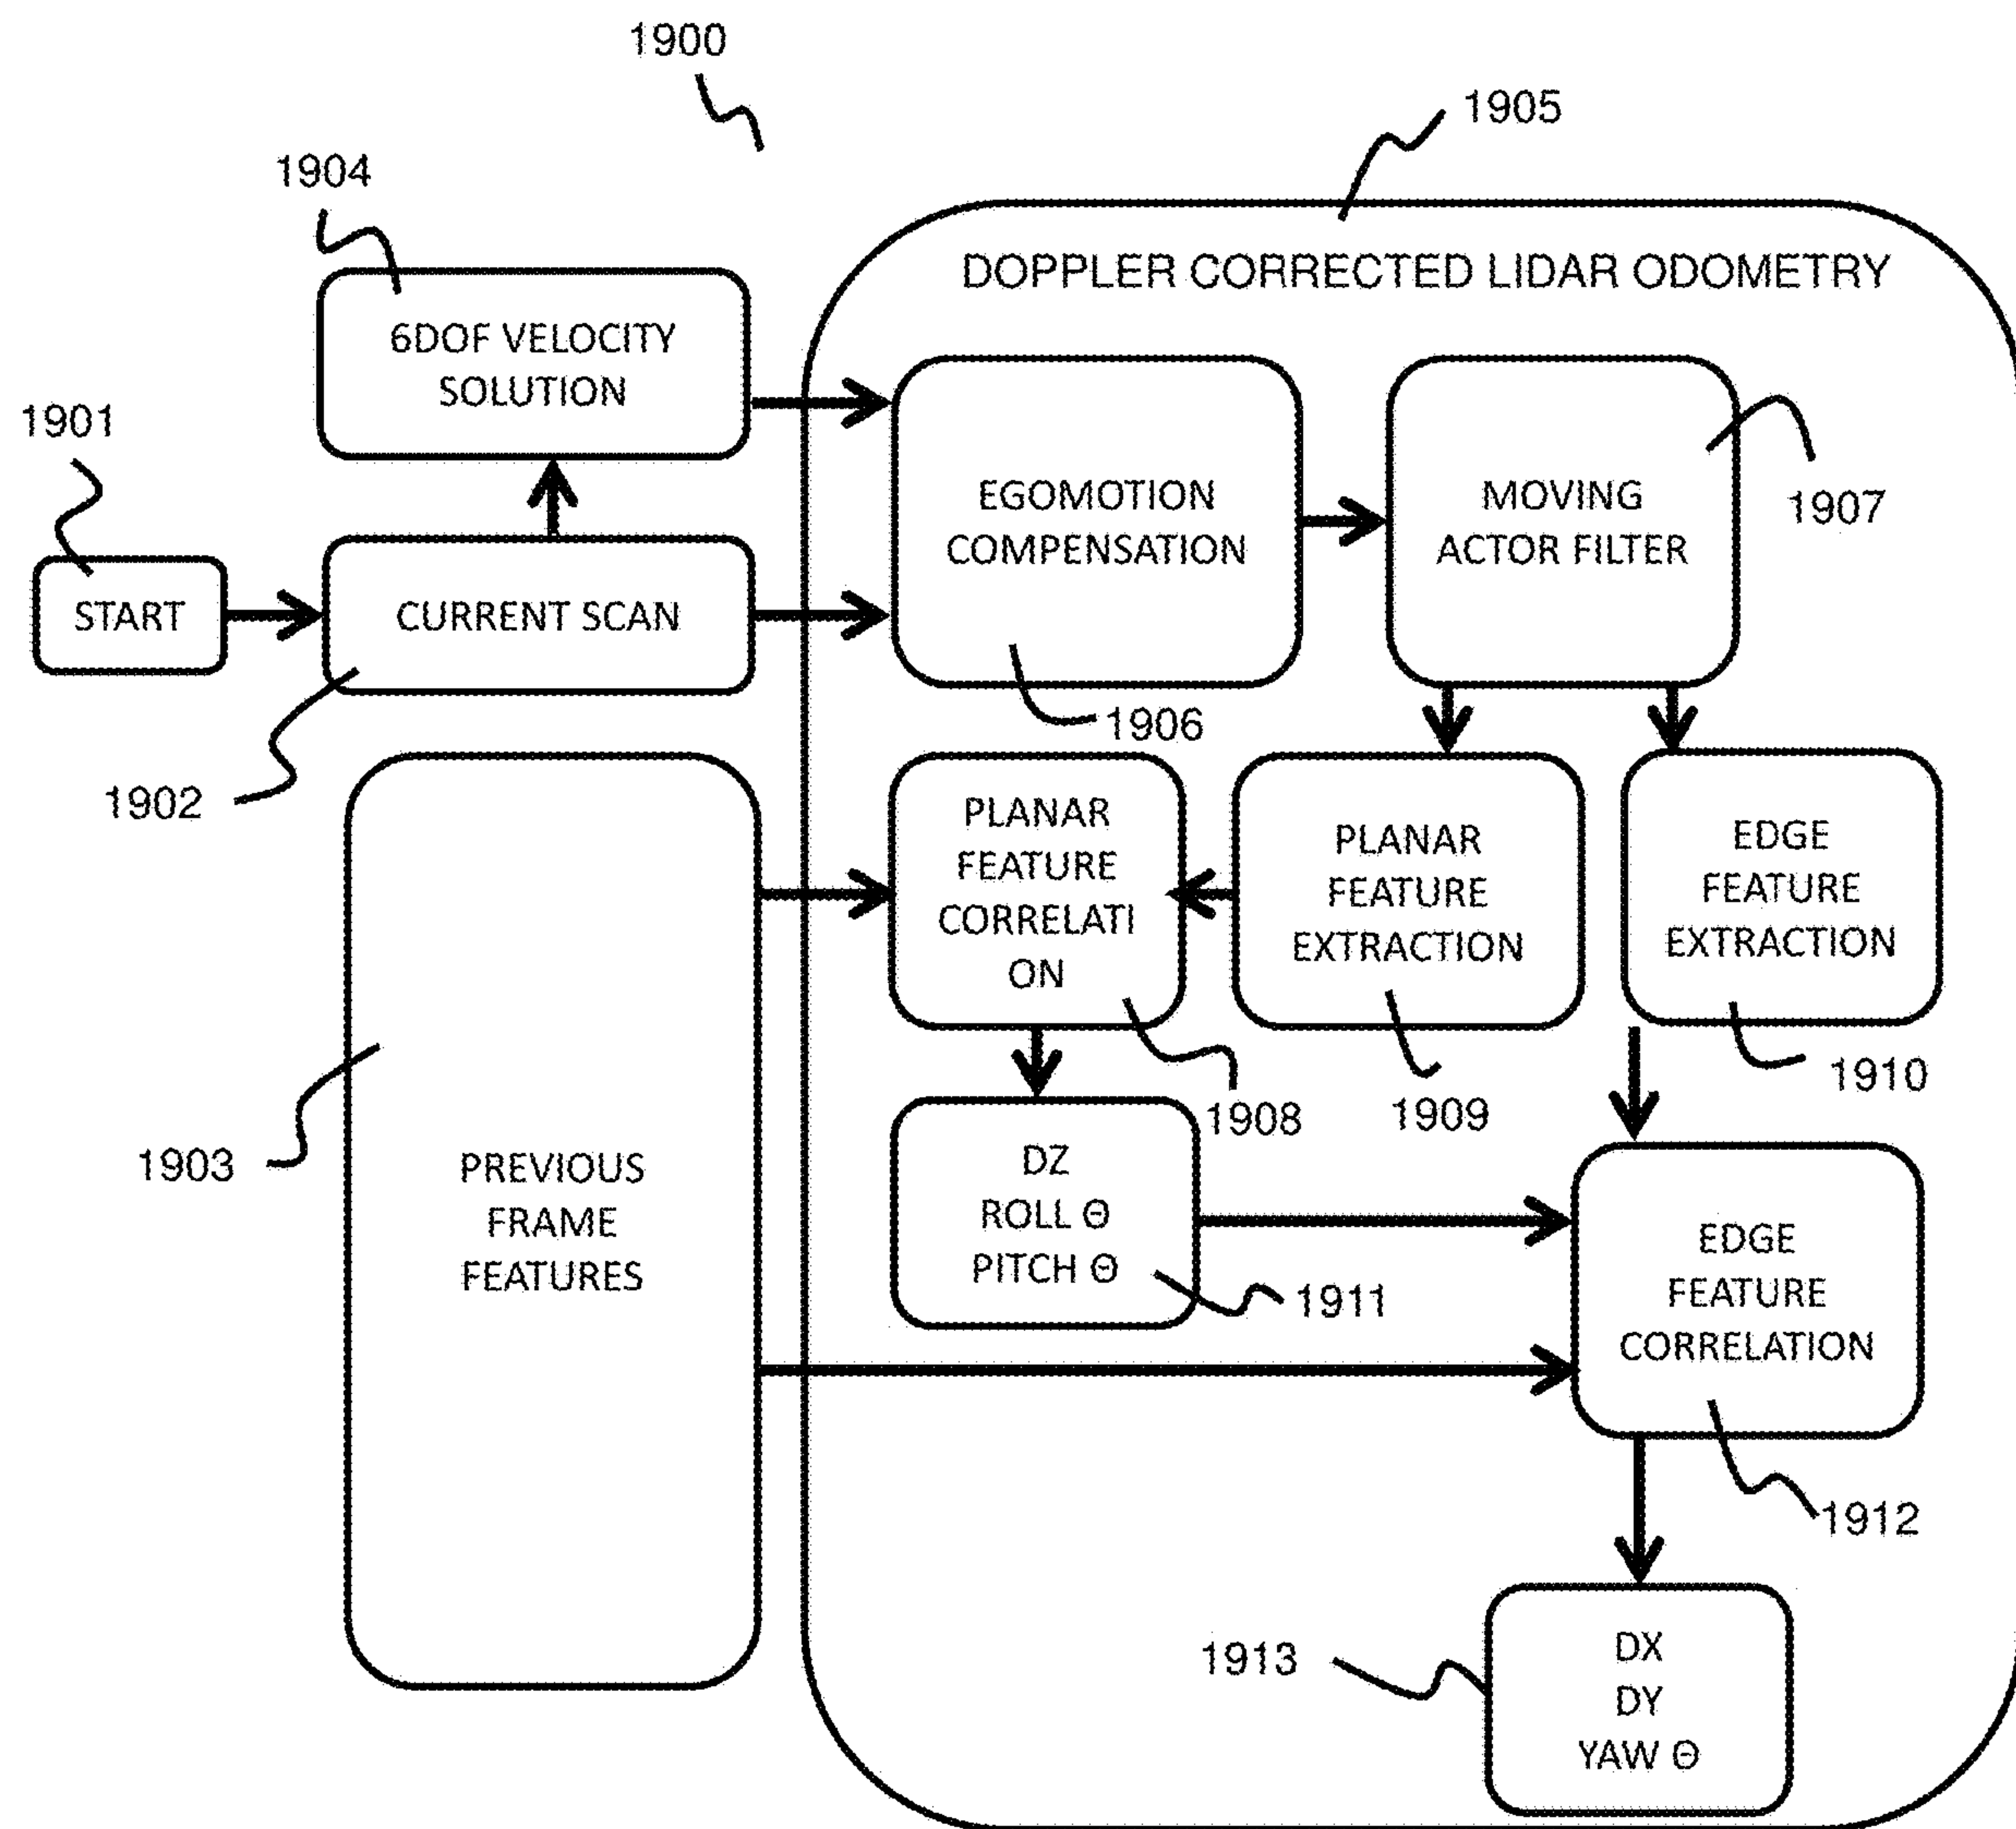 1900
1905
1904
DOPPLER CORRECTED LIDAR ODOMETRY
6DOF VELOCITY
SOLUTION
1901
EGOMOTION
COMPENSATION
MOVING
ACTOR FILTER
1907
START
CURRENT SCAN
1906
1902
PLANAR
FEATURE
CORRELATI
ON
PLANAR
FEATURE
EXTRACTION
EDGE
FEATURE
EXTRACTION
1910
1908
1909
1903
PREVIOUS
FRAME
FEATURES
DZ
ROLL Θ
PITCH Θ
1911
EDGE
FEATURE
CORRELATION
1912
1913
DX
DY
YAW Θ